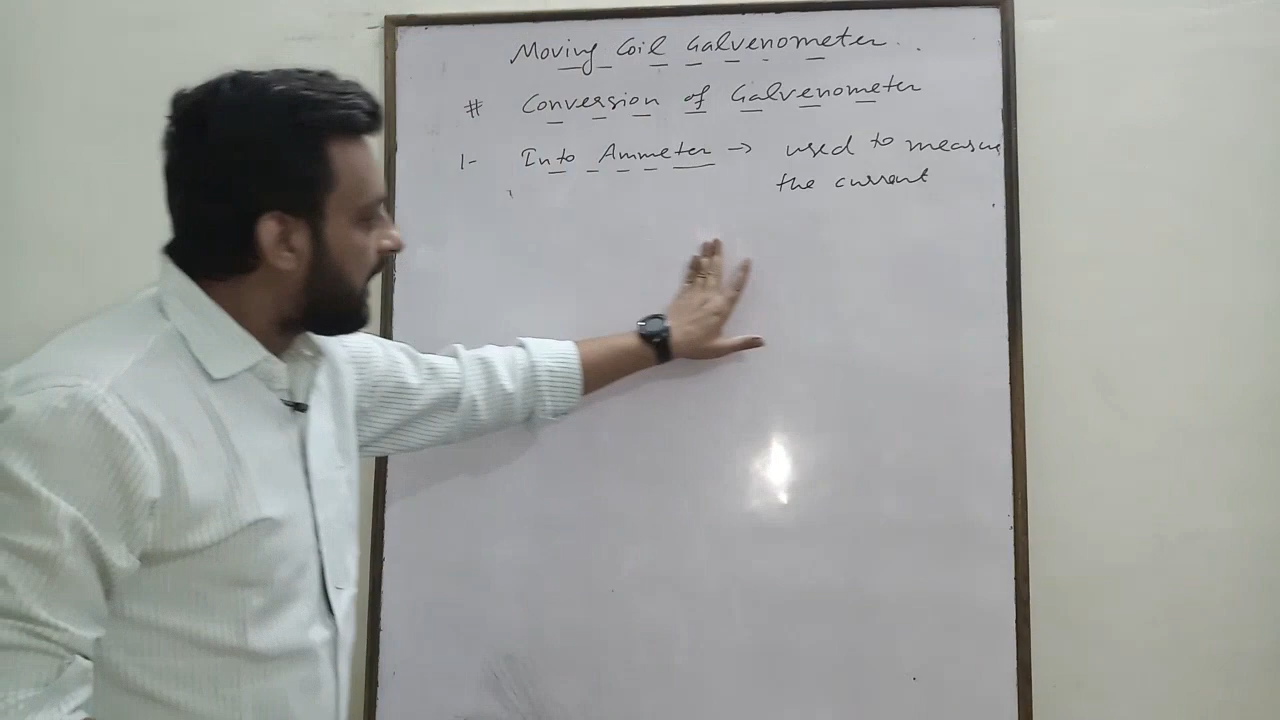 Moving Coil Galvenometer..
# Conversion of Galvenometer
1- Into Ammeter → used to measure
the current